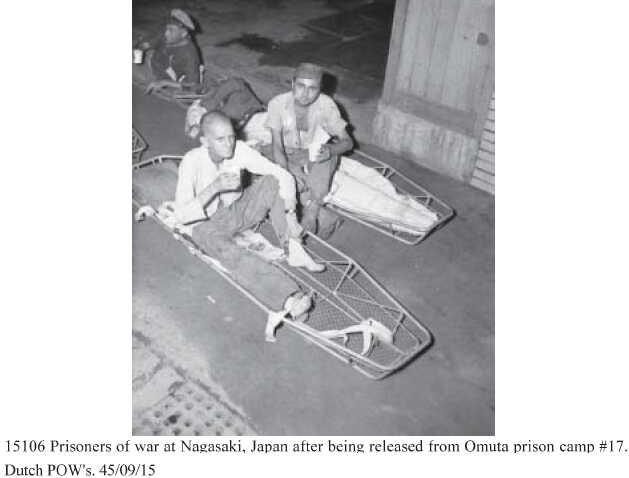 15106 Prisoners of war at Nagasaki, Japan after being released from Omuta prison camp #17.
Dutch POW's. 45/09/15